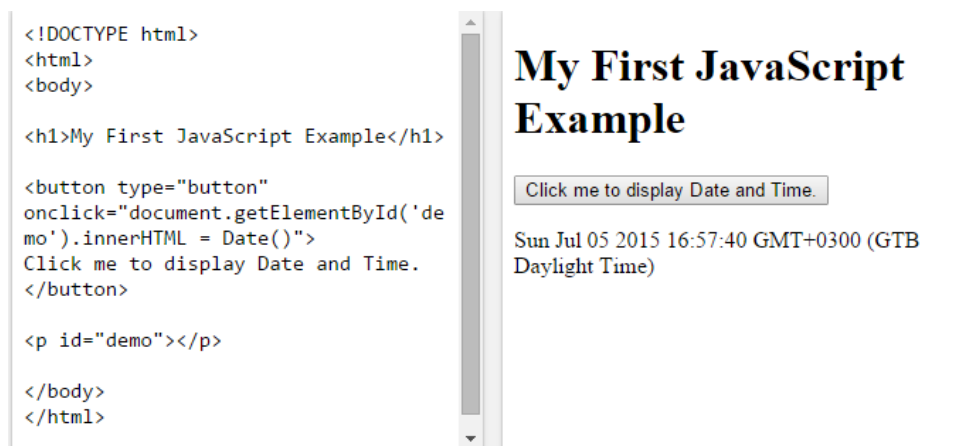 <!DOCTYPE html>
<html>
<body>
<h1>My First JavaScript Example</h1>
<button type="button"
onclick="document.getElementById('de
mo').innerHTML = Date()">
Click me to display Date and Time.
</button>
<p id="demo"></p>
</body>
</html>
My First JavaScript
Example
Click me to display Date and Time.
Sun Jul 05 2015 16:57:40 GMT+0300 (GTB
Daylight Time)